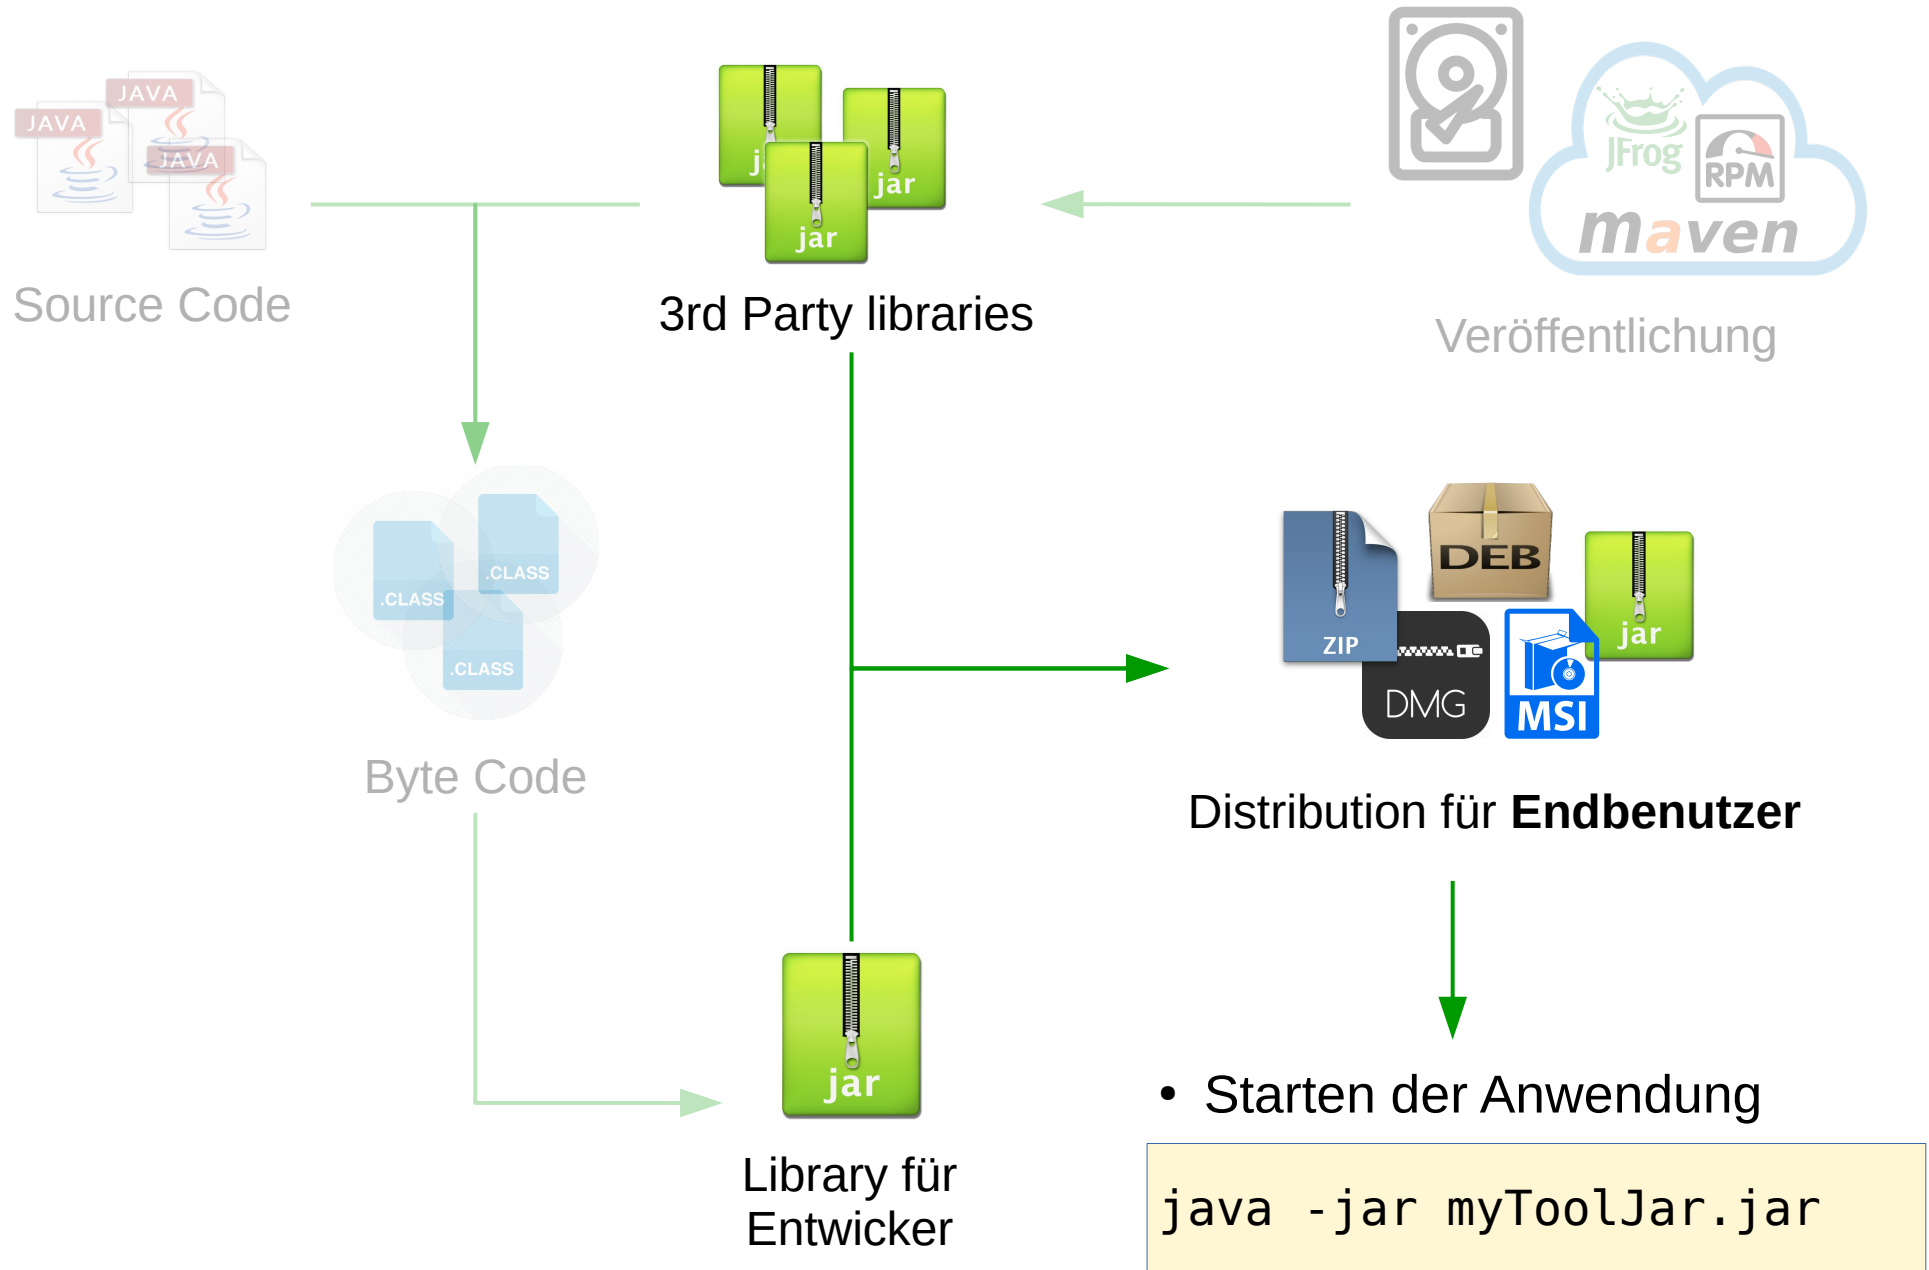 JAVA
JAVA
JAVA
Source Code
jar
jar
3rd Party libraries
JFrog
RPM
maven
Veröffentlichung
.CLASS
.CLASS
.CLASS
Byte Code
ZIP
DEB
jar
DMG
MSI
Distribution für Endbenutzer
jar
Library für
Entwicker
• Starten der Anwendung
java -jar myToolJar.jar